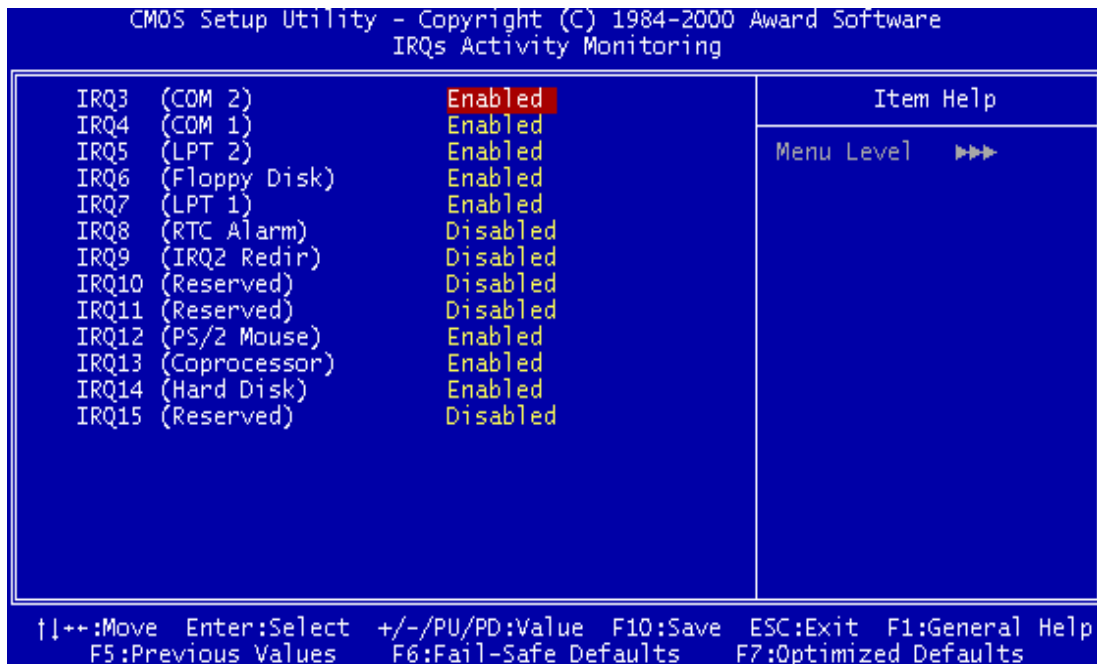 CMOS Setup Utility - Copyright (C) 1984-2000 Award Software
IRQs Activity Monitoring
IRQ3 (COM 2) Enabled
IRQ4 (COM 1) Enabled
IRQ5 (LPT 2) Enabled
IRQ6 (Floppy Disk) Enabled
IRQ7 (LPT 1) Enabled
IRQ8 (RTC Alarm) Disabled
IRQ9 (IRQ2 Redir) Disabled
IRQ10 (Reserved) Disabled
IRQ11 (Reserved) Disabled
IRQ12 (PS/2 Mouse) Enabled
IRQ13 (Coprocessor) Enabled
IRQ14 (Hard Disk) Enabled
IRQ15 (Reserved) Disabled
Item Help
Menu Level ▶▶▶
↑↓←→:Move Enter:Select +/-/PU/PD:Value F10:Save ESC:Exit F1:General Help
F5:Previous Values F6:Fail-Safe Defaults F7:Optimized Defaults